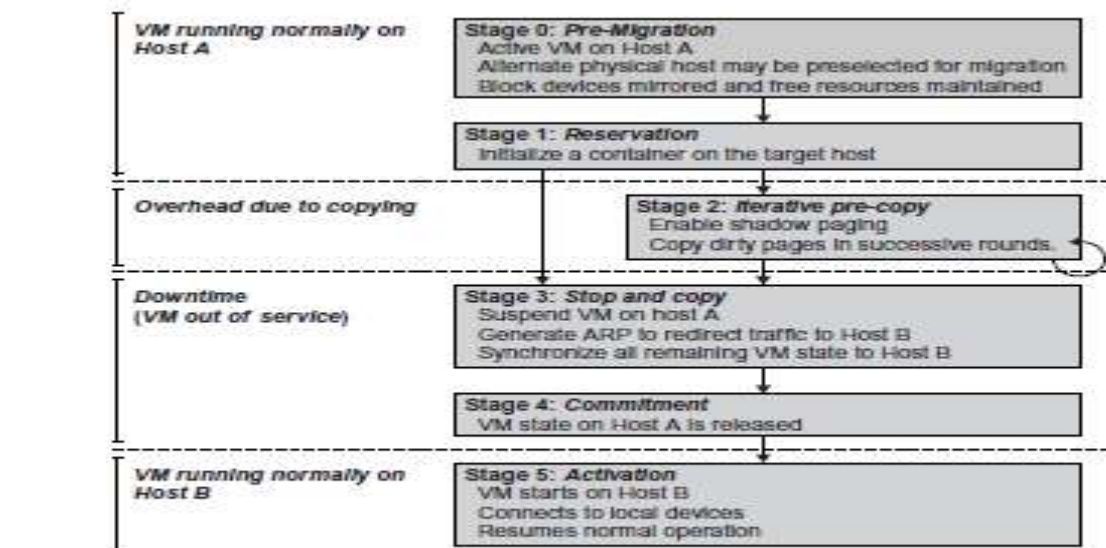 VM running normally on
Host A
Stage 0: Pre-Migration
Active VM on Host A
Alternate physical host may be preselected for migration
Block devices mirrored and free resources maintained
Stage 1: Reservation
Initialize a container on the target host
Overhead due to copying
Stage 2: Iterative pre-copy
Enable shadow paging
Copy dirty pages in successive rounds.
Downtime
(VM out of service)
Stage 3: Stop and copy
Suspend VM on host A
Generate ARP to redirect traffic to Host B
Synchronize all remaining VM state to Host B
Stage 4: Commitment
VM state on Host A is released
VM running normally on
Host B
Stage 5: Activation
VM starts on Host B
Connects to local devices
Resumes normal operation